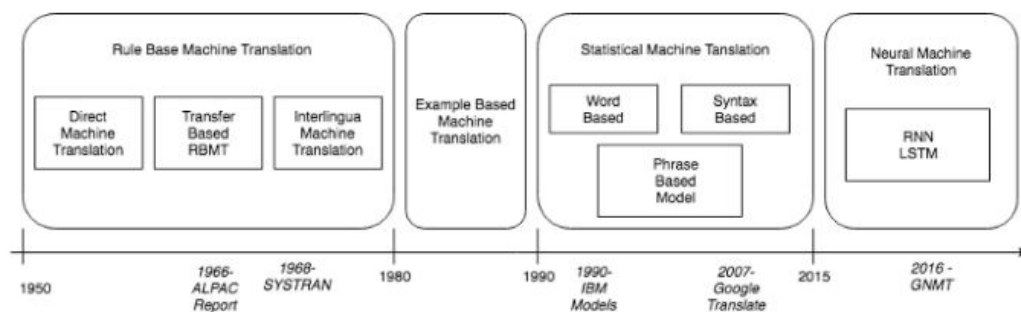 Rule Base Machine Translation
Direct
Machine
Translation
Transfer
Based
RBMT
Interlingua
Machine
Translation
Example Based
Machine
Translation
Statistical Machine Tanslation
Word
Based
Syntax
Based
Phrase
Based
Model
Neural Machine
Translation
RNN
LSTM
1950
1966-
ALPAC
Report
1968-
SYSTRAN
1980
1990
1990-
IBM
Models
2007-
Google
Translate
2015
2016 -
GNMT